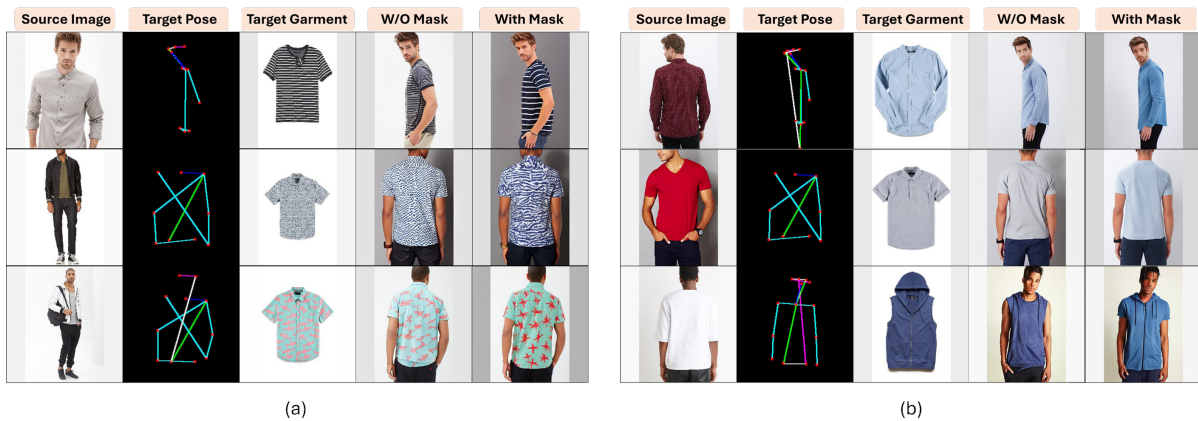 Source Image Target Pose Target Garment W/O Mask With Mask
Source Image Target Pose Target Garment W/O Mask With Mask
(a)
(b)